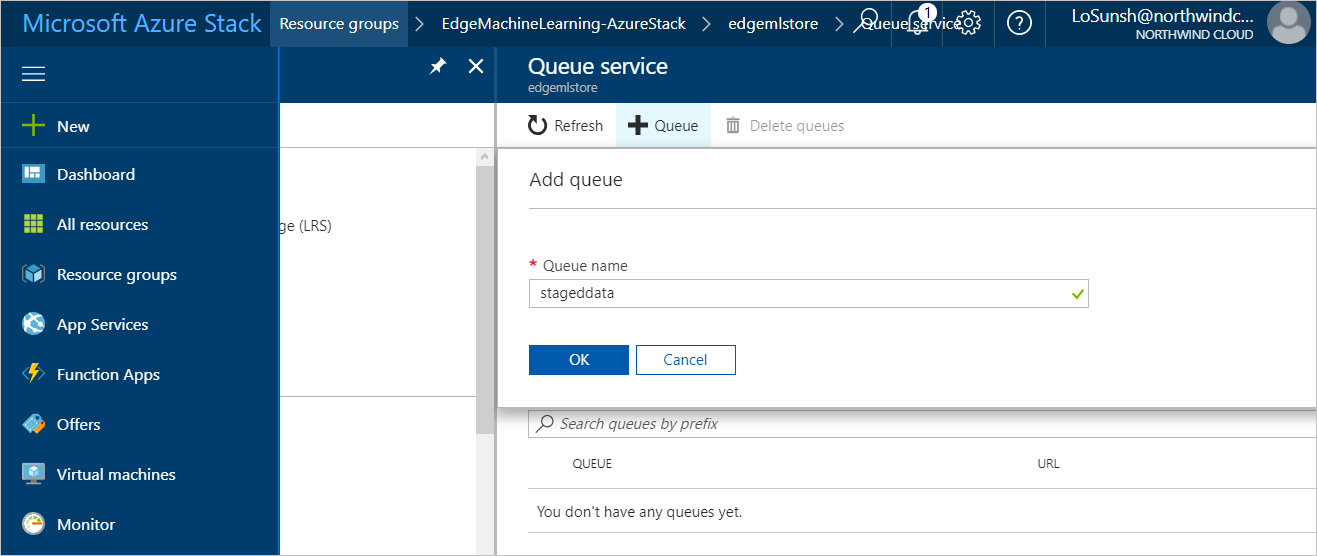 Microsoft Azure Stack Resource groups EdgeMachineLearning-AzureStack edgemlstore Queue service 1 LoSunsh@northwindc...
NORTHWIND CLOUD
Queue service
edgemlstore
New
Refresh Queue Delete queues
Dashboard
Add queue
All resources
ge (LRS)
Queue name
Resource groups
* 
stageddata
App Services
OK Cancel
Function Apps
Offers
Search queues by prefix
QUEUE URL
Virtual machines
You don't have any queues yet.
Monitor